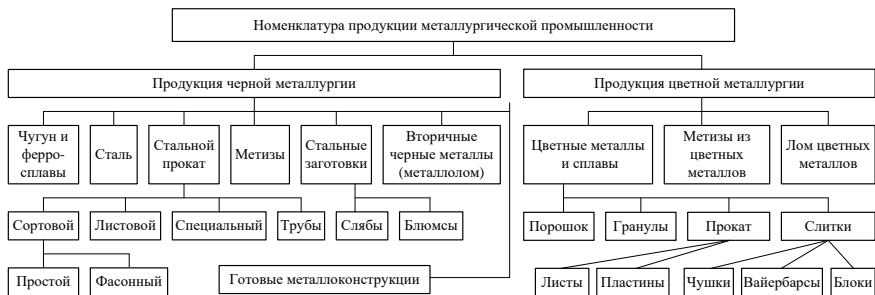 Номенклатура продукции металлургической промышленности
Продукция черной металлургии
Продукция цветной металлургии
Чугун и
ферро-
сплавы
Сталь
Стальной
прокат
Метизы
Стальные
заготовки
Вторичные
черные металлы
(металлолом)
Цветные металлы
и сплавы
Метизы из
цветных
металлов
Лом цветных
металлов
Сортовой
Листовой
Специальный
Трубы
Слябы
Блюмсы
Порошок
Гранулы
Прокат
Слитки
Простой
Фасонный
Готовые металлоконструкции
Листы
Пластины
Чушки
Вайербарсы
Блоки